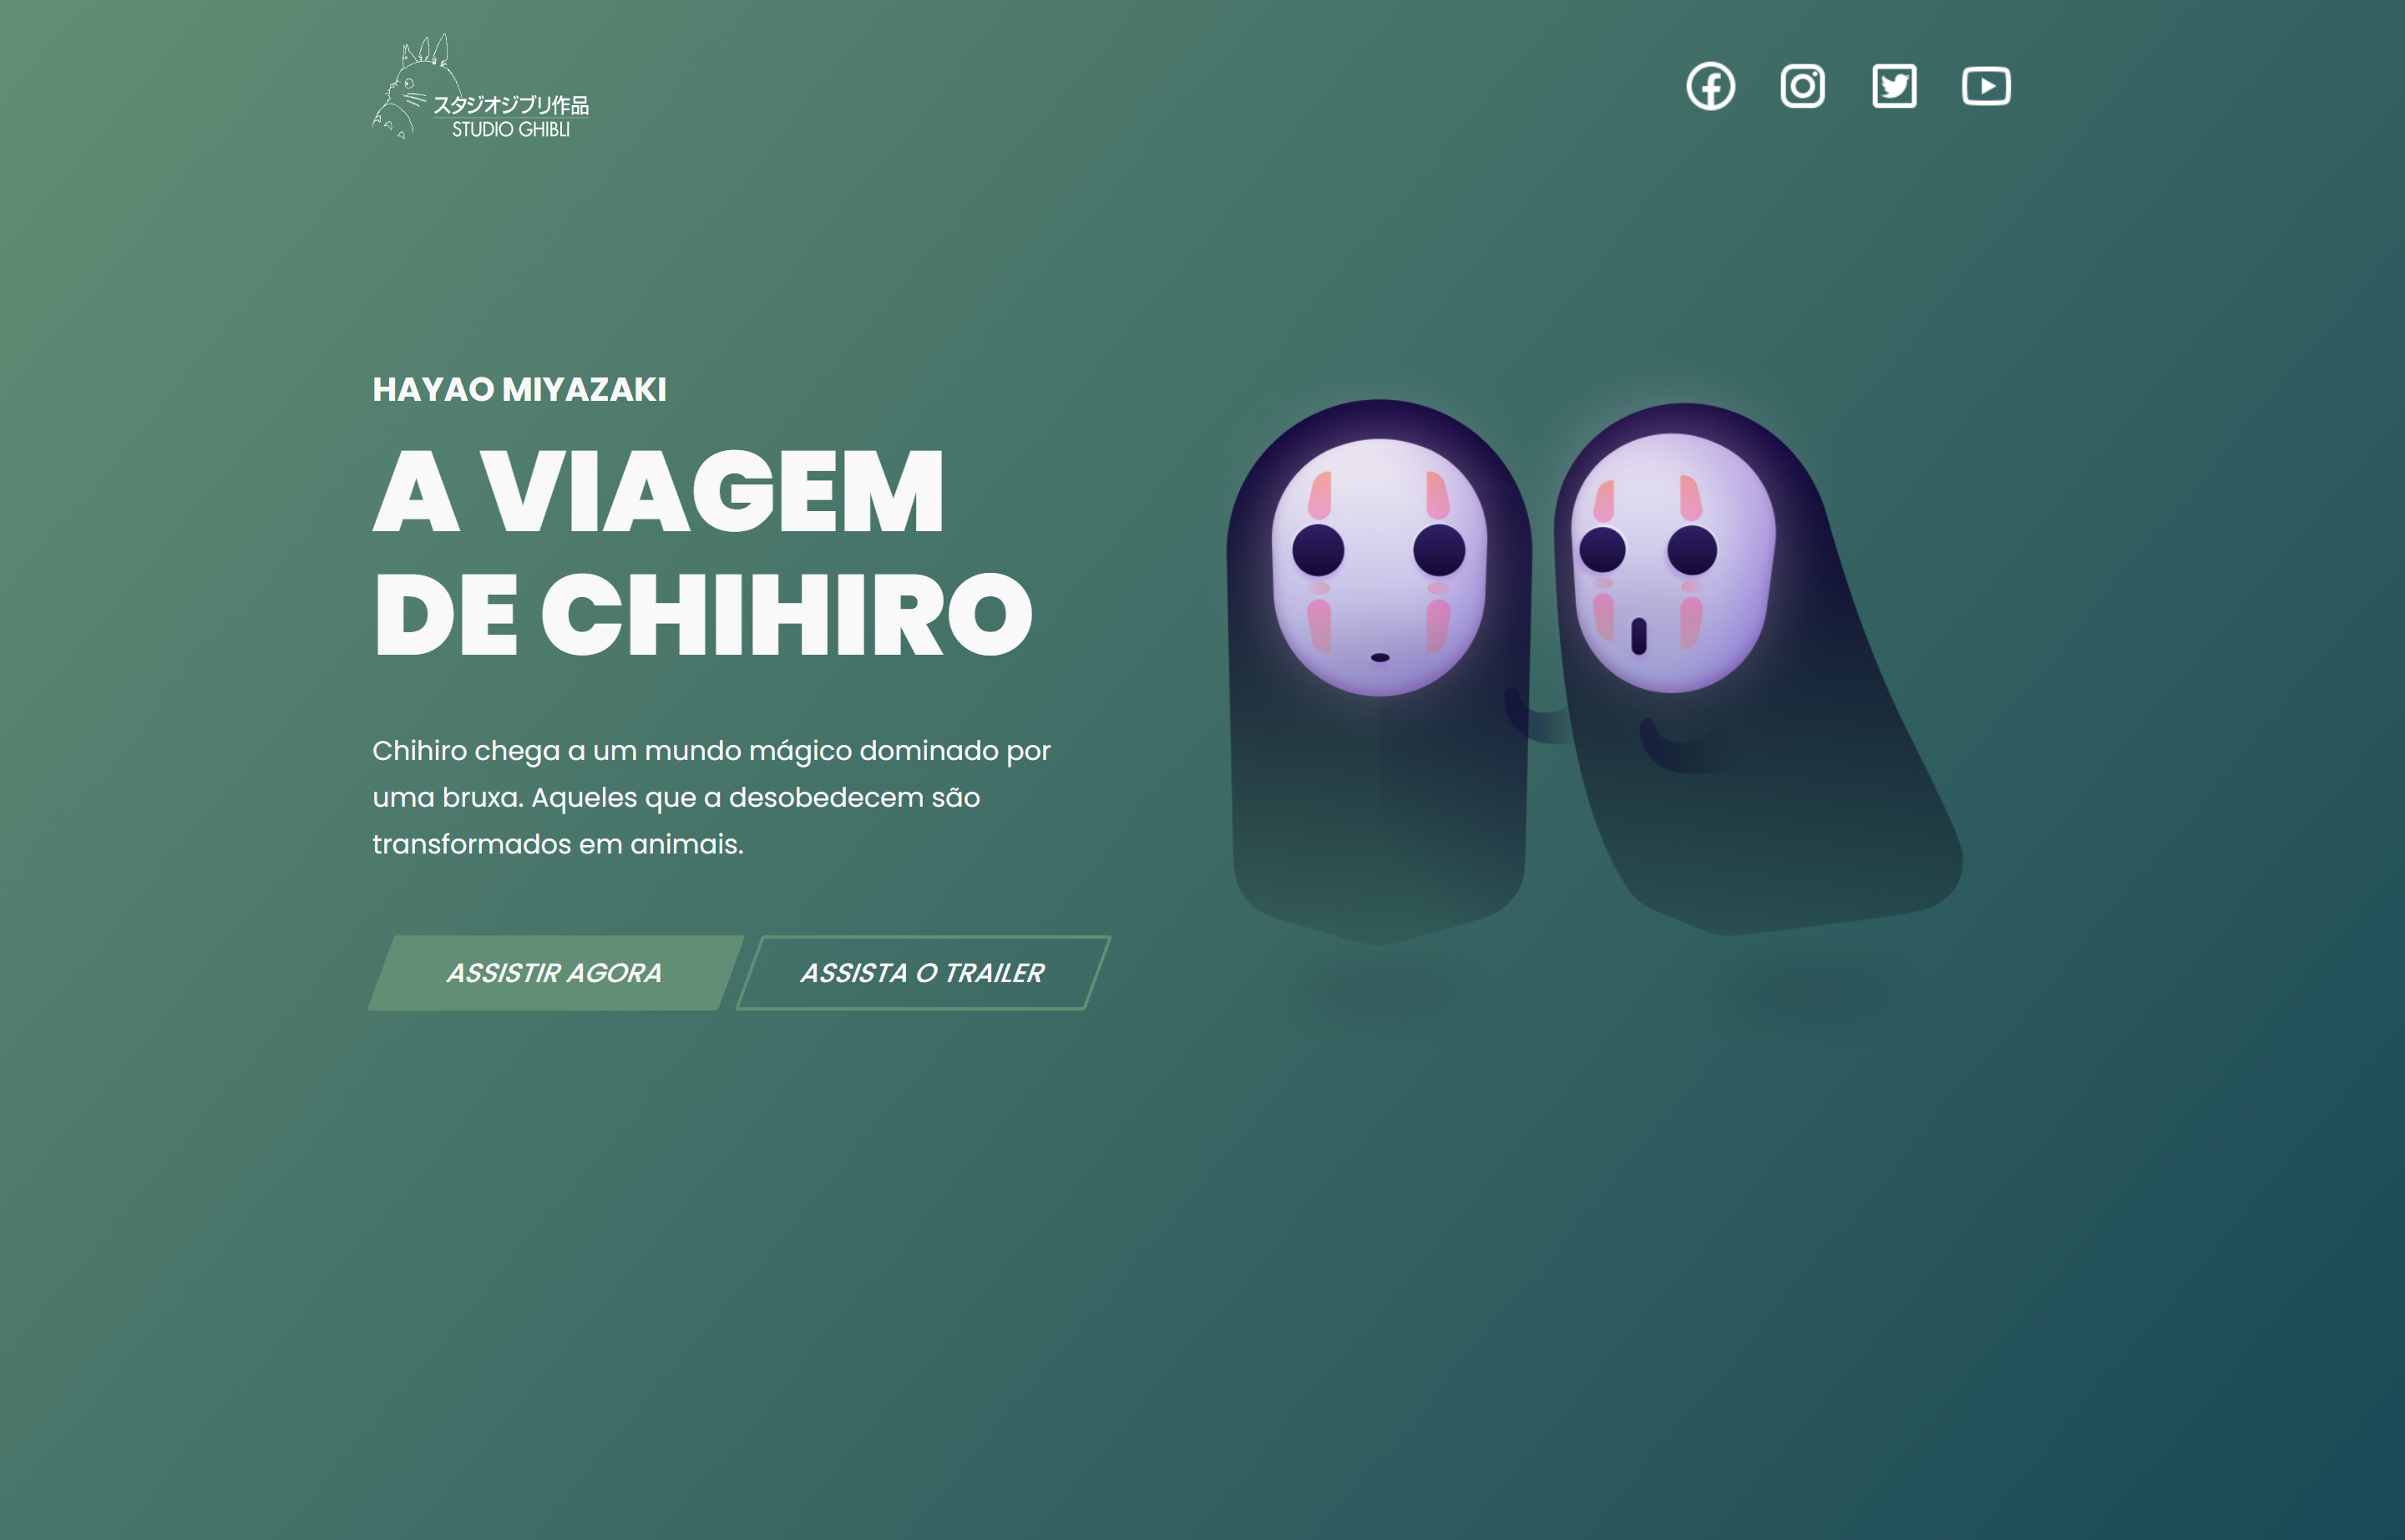 スタジオジブリ作品
STUDIO GHIBLI
HAYAO MIYAZAKI
A VIAGEM
DE CHIHIRO
Chihiro chega a um mundo mágico dominado por
uma bruxa. Aqueles que a desobedecem são
transformados em animais.
ASSISTIR AGORA
ASSISTA O TRAILER